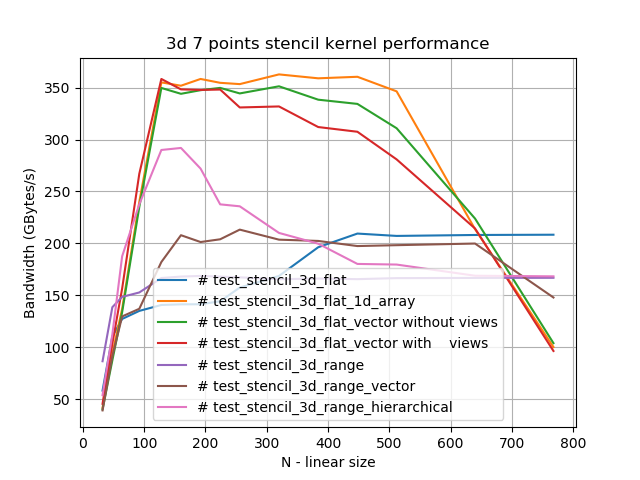 3d 7 points stencil kernel performance
Bandwidth (GBytes/s)
350
300
250
200
150
100
50
# test_stencil_3d_flat
# test_stencil_3d_flat_1d_array
# test_stencil_3d_flat_vector without views
# test_stencil_3d_flat_vector with    views
# test_stencil_3d_range
# test_stencil_3d_range_vector
# test_stencil_3d_range_hierarchical
0 100 200 300 400 500 600 700 800
N - linear size